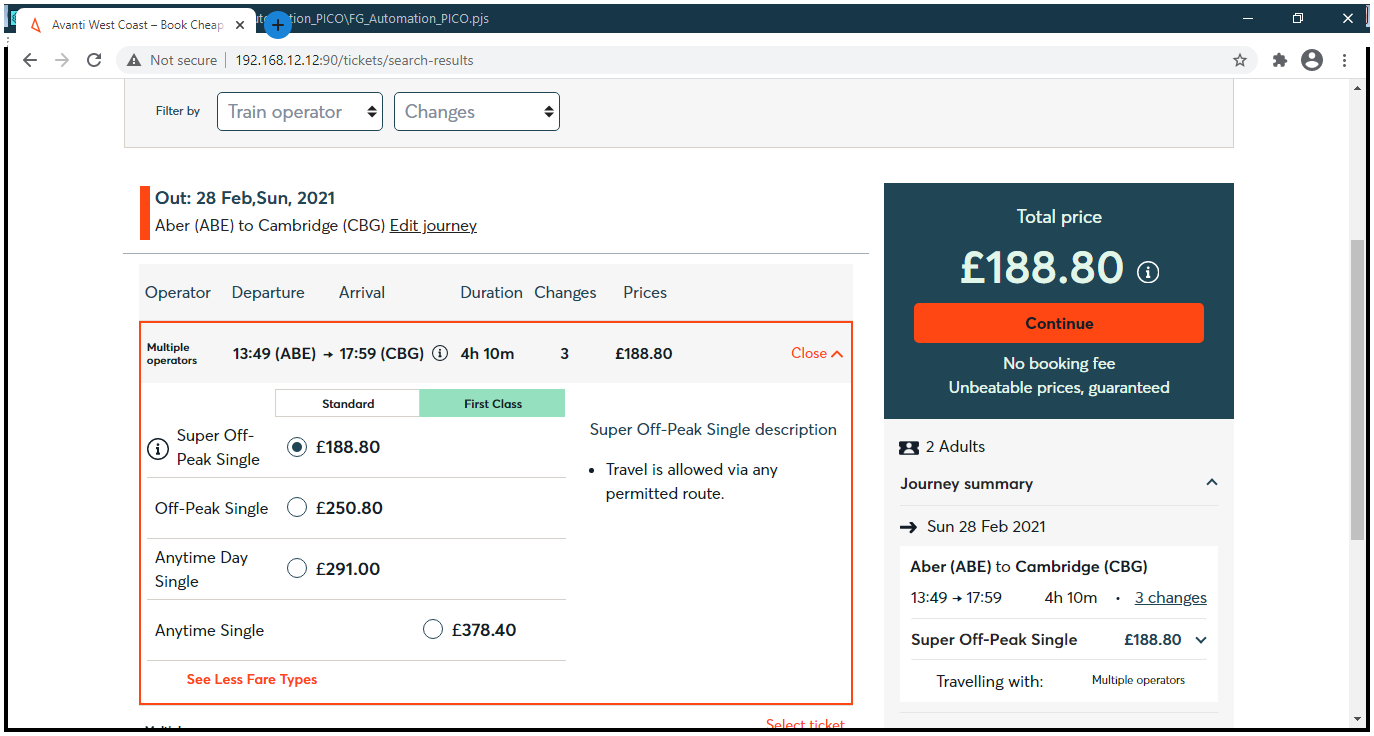 Avanti West Coast – Book Cheap
utomation_PICO\FG_Automation_PICO.pjs
Not secure
192.168.12.12:90/tickets/search-results
Filter by
Train operator
Changes
Out: 28 Feb,Sun, 2021
Aber (ABE) to Cambridge (CBG) Edit journey
Operator Departure Arrival Duration Changes Prices
Multiple
operators
13:49 (ABE) → 17:59 (CBG) 4h 10m 3 £188.80 Close
Standard First Class
Super Off-
Peak Single
£188.80
Off-Peak Single £250.80
Anytime Day
Single
£291.00
Anytime Single £378.40
See Less Fare Types
Super Off-Peak Single description
• Travel is allowed via any
permitted route.
Select ticket
Total price
£188.80
Continue
No booking fee
Unbeatable prices, guaranteed
2 Adults
Journey summary
→ Sun 28 Feb 2021
Aber (ABE) to Cambridge (CBG)
13:49 → 17:59 4h 10m • 3 changes
Super Off-Peak Single £188.80
Travelling with: Multiple operators